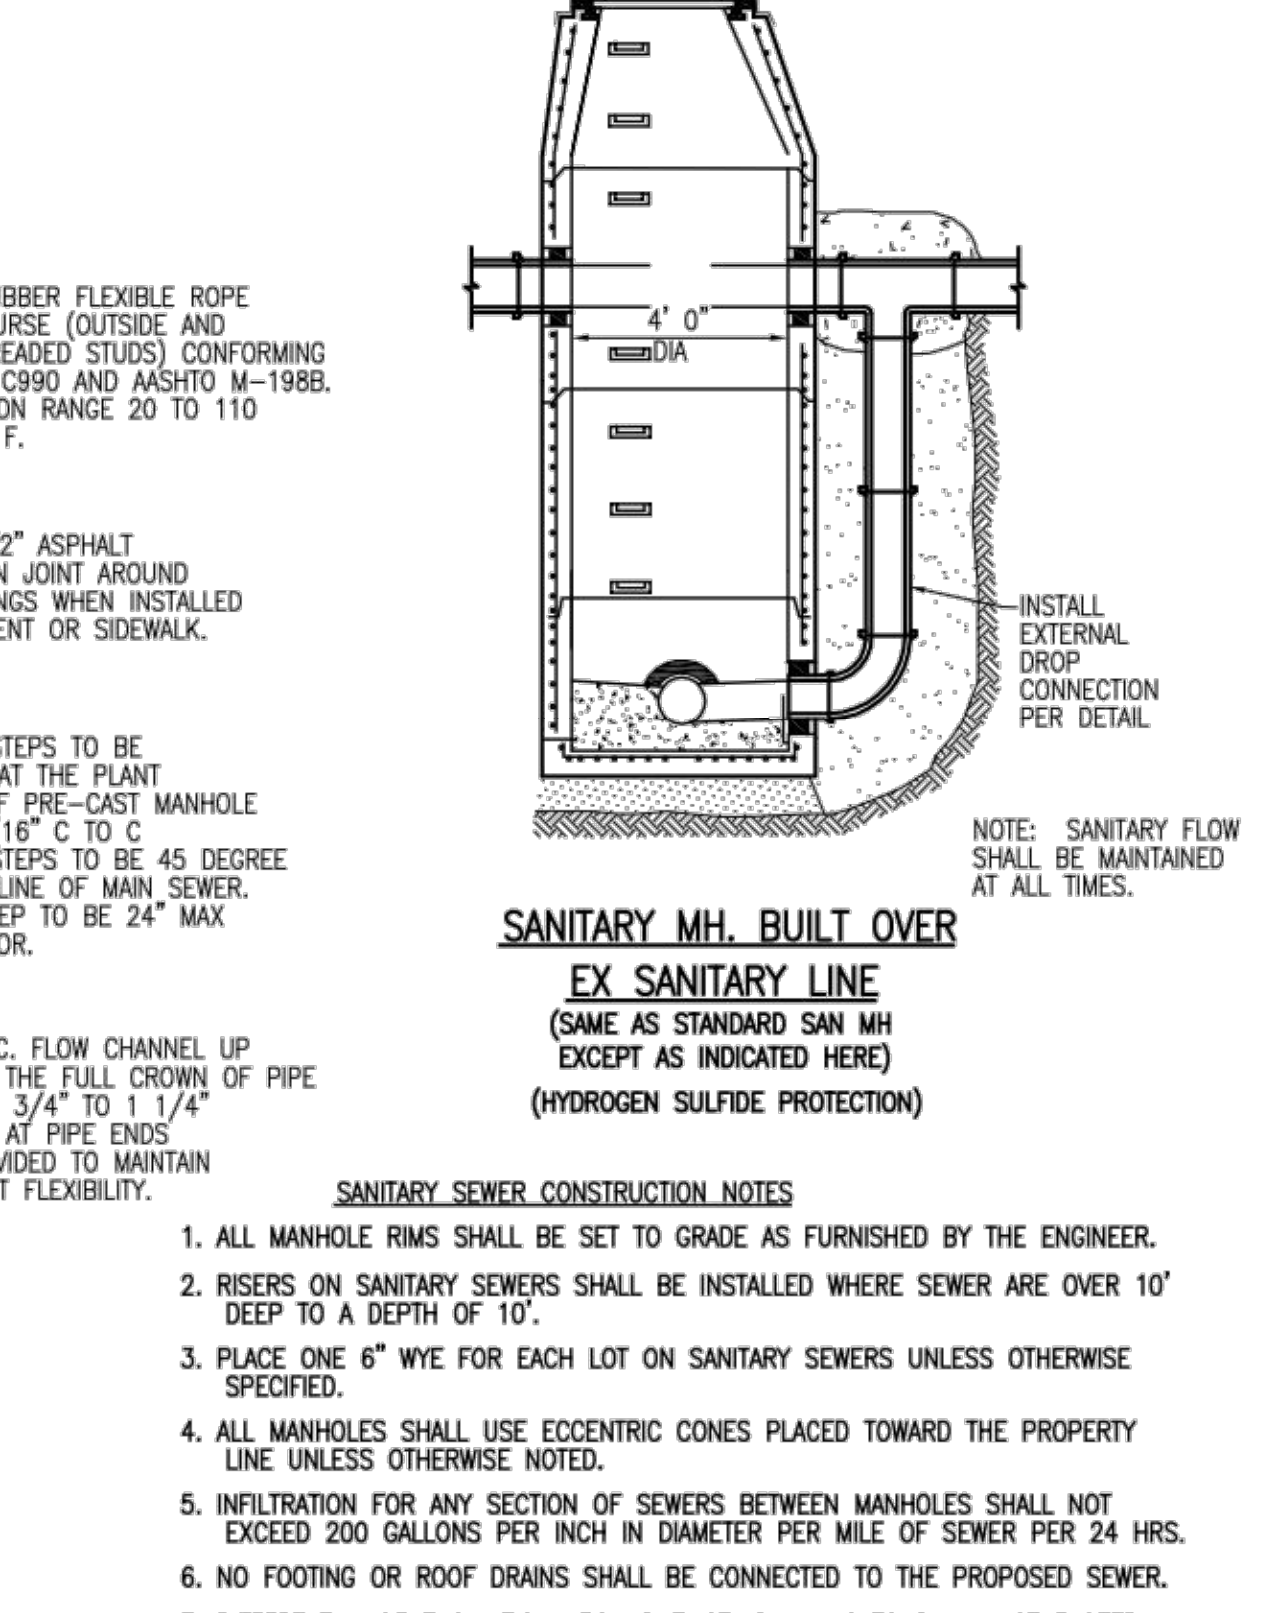 4' 0"
DIA
RUBBER FLEXIBLE ROPE
(OUTSIDE AND
STUDS) CONFORMING
C990 AND AASHTO M-198B.
RANGE 20 TO 110
F.
ASPHALT
JOINT AROUND
WHEN INSTALLED
OR SIDEWALK.
STEPS TO BE
AT THE PLANT
PRE-CAST MANHOLE
16" C TO C
STEPS TO BE 45 DEGREE
LINE OF MAIN SEWER.
TO BE 24" MAX
FLOW CHANNEL UP
THE FULL CROWN OF PIPE
3/4" TO 1 1/4"
AT PIPE ENDS
TO MAINTAIN
FLEXIBILITY.
INSTALL
EXTERNAL
DROP
CONNECTION
PER DETAIL
NOTE: SANITARY FLOW
SHALL BE MAINTAINED
AT ALL TIMES.
SANITARY MH. BUILT OVER
EX SANITARY LINE
(SAME AS STANDARD SAN MH
EXCEPT AS INDICATED HERE)
(HYDROGEN SULFIDE PROTECTION)
SANITARY SEWER CONSTRUCTION NOTES
1. ALL MANHOLE RIMS SHALL BE SET TO GRADE AS FURNISHED BY THE ENGINEER.
2. RISERS ON SANITARY SEWERS SHALL BE INSTALLED WHERE SEWER ARE OVER 10'
DEEP TO A DEPTH OF 10'.
3. PLACE ONE 6" WYE FOR EACH LOT ON SANITARY SEWERS UNLESS OTHERWISE
SPECIFIED.
4. ALL MANHOLES SHALL USE ECCENTRIC CONES PLACED TOWARD THE PROPERTY
LINE UNLESS OTHERWISE NOTED.
5. INFILTRATION FOR ANY SECTION OF SEWERS BETWEEN MANHOLES SHALL NOT
EXCEED 200 GALLONS PER INCH IN DIAMETER PER MILE OF SEWER PER 24 HRS.
6. NO FOOTING OR ROOF DRAINS SHALL BE CONNECTED TO THE PROPOSED SEWER.